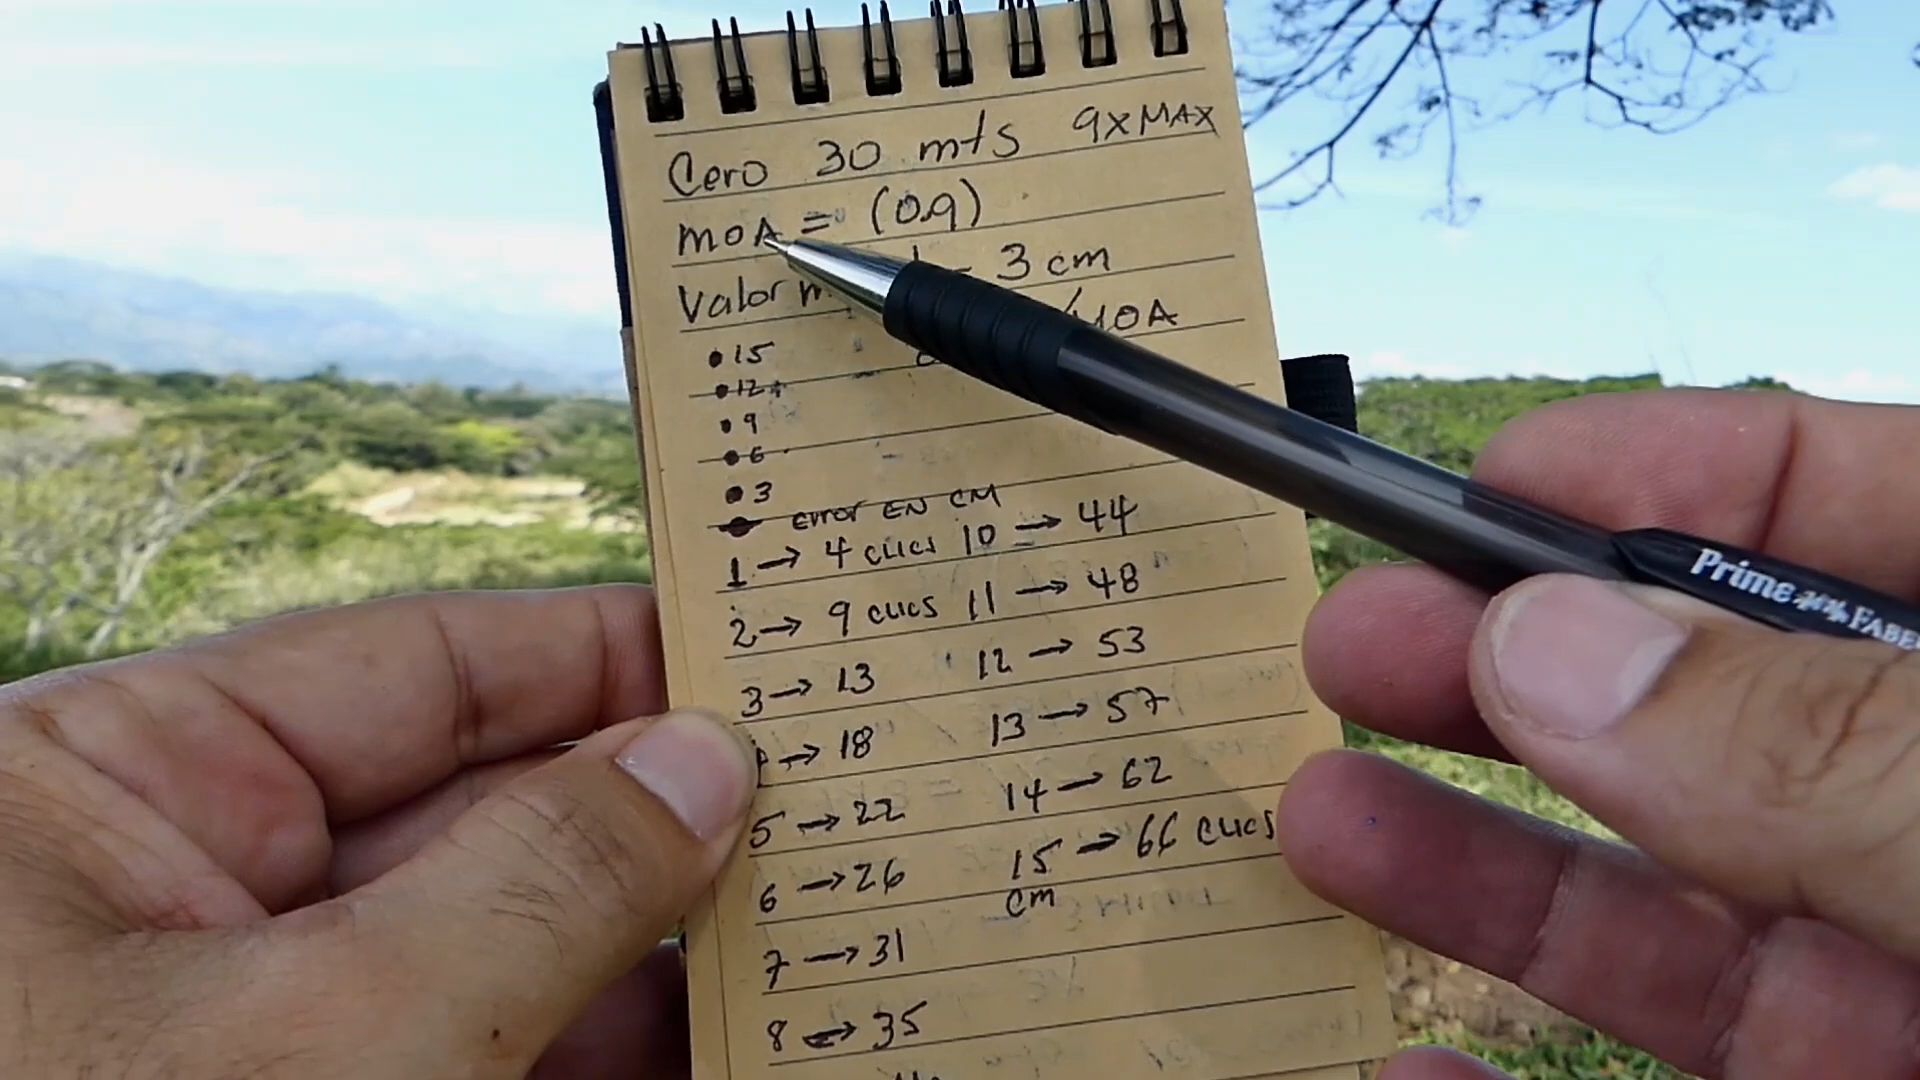 Cero 30 mts 9XMAX
MOA = (0.9)
Valor 3 cm
MOA
• 15
• 12
• 9
• 6
• 3
error EN CM
1 → 4 clics 10 → 44
2 → 9 clics 11 → 48
3 → 13 12 → 53
→ 18 13 → 57
5 → 22 14 → 62
6 → 26 15 → 66 clics
cm
7 → 31
8 → 35
Prime FABE